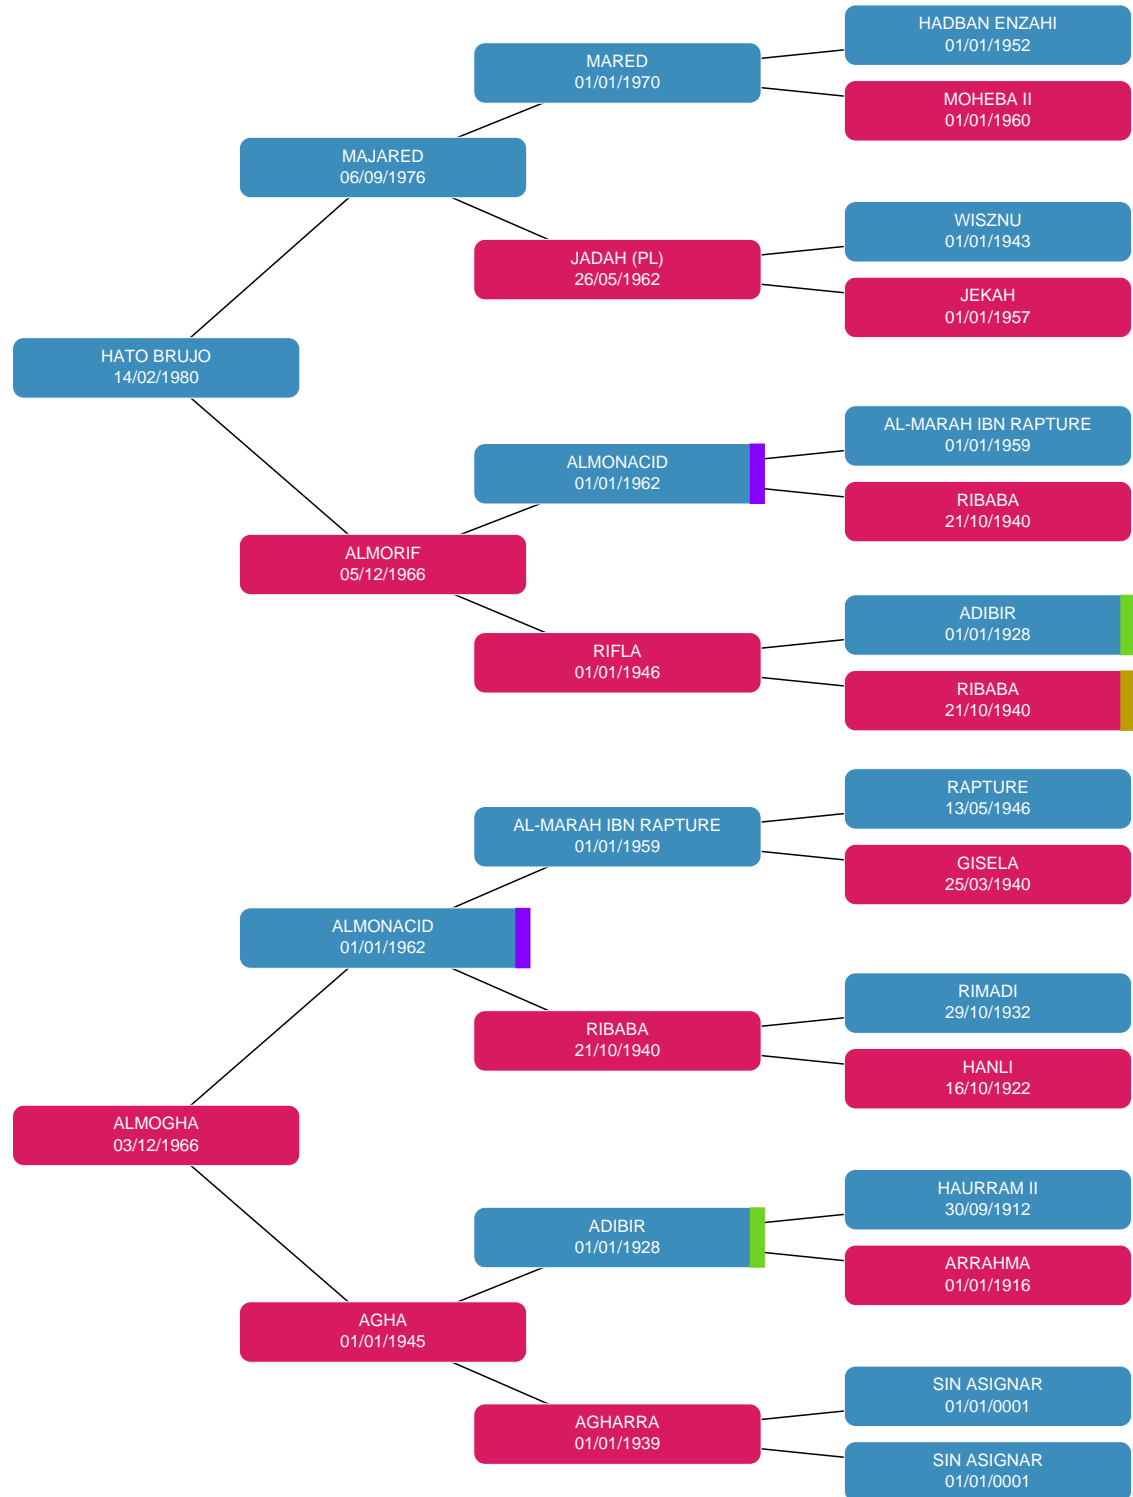 HADBAN ENZAHI
01/01/1952
MARED
01/01/1970
MOHEBA II
01/01/1960
MAJARED
06/09/1976
WISZNU
01/01/1943
JADAH (PL)
26/05/1962
JEKAH
01/01/1957
HATO BRUJO
14/02/1980
AL-MARAH IBN RAPTURE
01/01/1959
ALMONACID
01/01/1962
RIBABA
21/10/1940
ALMORIF
05/12/1966
ADIBIR
01/01/1928
RIFLA
01/01/1946
RIBABA
21/10/1940
RAPTURE
13/05/1946
AL-MARAH IBN RAPTURE
01/01/1959
GISELA
25/03/1940
ALMONACID
01/01/1962
RIMADI
29/10/1932
RIBABA
21/10/1940
HANLI
16/10/1922
ALMOGHA
03/12/1966
HAURRAM II
30/09/1912
ADIBIR
01/01/1928
ARRAHMA
01/01/1916
AGHA
01/01/1945
SIN ASIGNAR
01/01/0001
AGHARRA
01/01/1939
SIN ASIGNAR
01/01/0001